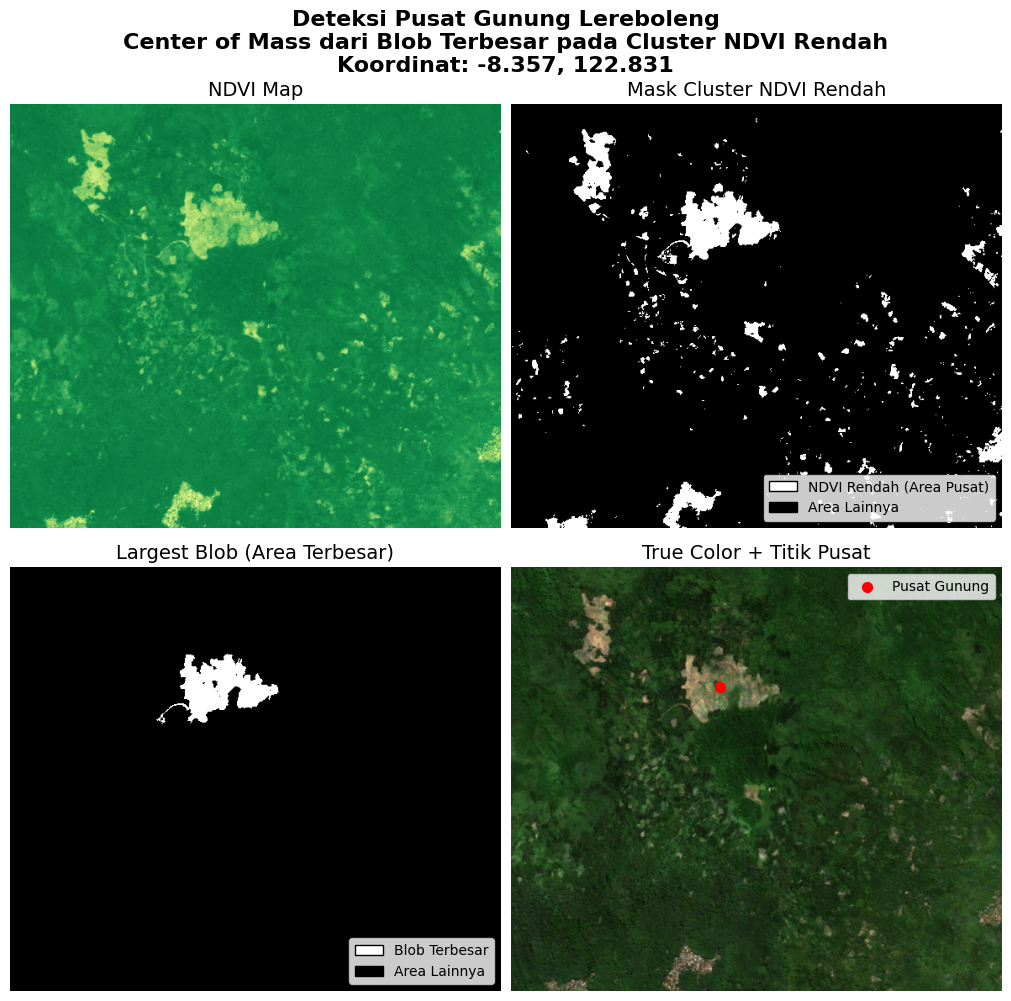 Deteksi Pusat Gunung Lereboleng
Center of Mass dari Blob Terbesar pada Cluster NDVI Rendah
Koordinat: -8.357, 122.831
NDVI Map
Mask Cluster NDVI Rendah
NDVI Rendah (Area Pusat)
Area Lainnya
Largest Blob (Area Terbesar)
True Color + Titik Pusat
Pusat Gunung
Blob Terbesar
Area Lainnya